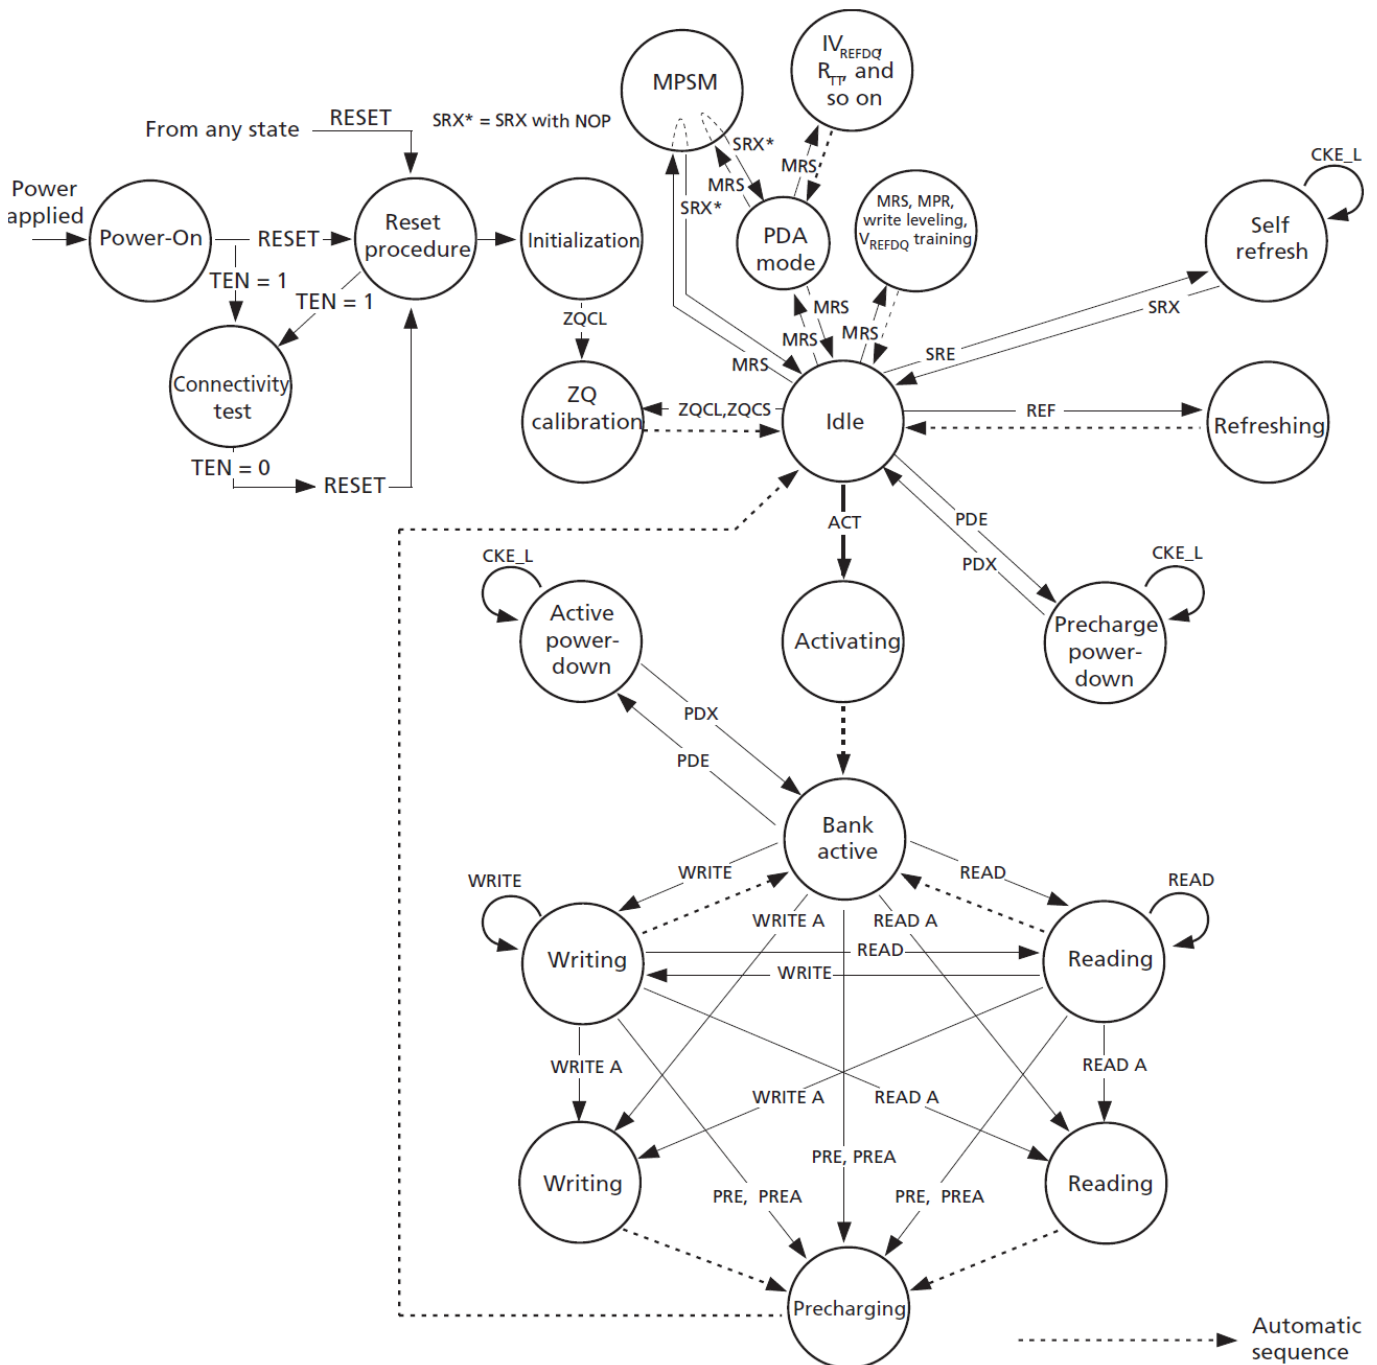 MPSM
IV_REFDQ,
R_TT, and
so on
From any state
RESET
SRX* = SRX with NOP
SRX*
MRS
MRS
CKE_L
Power
applied
Power-On
RESET
Reset
procedure
Initialization
SRX*
PDA
mode
MRS, MPR,
write leveling,
V_REFDQ training
Self
refresh
TEN = 1
TEN = 1
ZQCL
MRS
MRS
MRS
SRX
SRE
MRS
Connectivity
test
ZQ
calibration
ZQCL,ZQCS
Idle
REF
Refreshing
TEN = 0
RESET
ACT
PDE
PDX
CKE_L
CKE_L
Active
power-
down
Activating
Precharge
power-
down
PDX
PDE
Bank
active
WRITE
WRITE
READ
READ
WRITE A
READ A
Writing
READ
WRITE
Reading
WRITE A
READ A
WRITE A
READ A
PRE, PREA
Writing
PRE, PREA
PRE, PREA
Reading
Precharging
Automatic
sequence